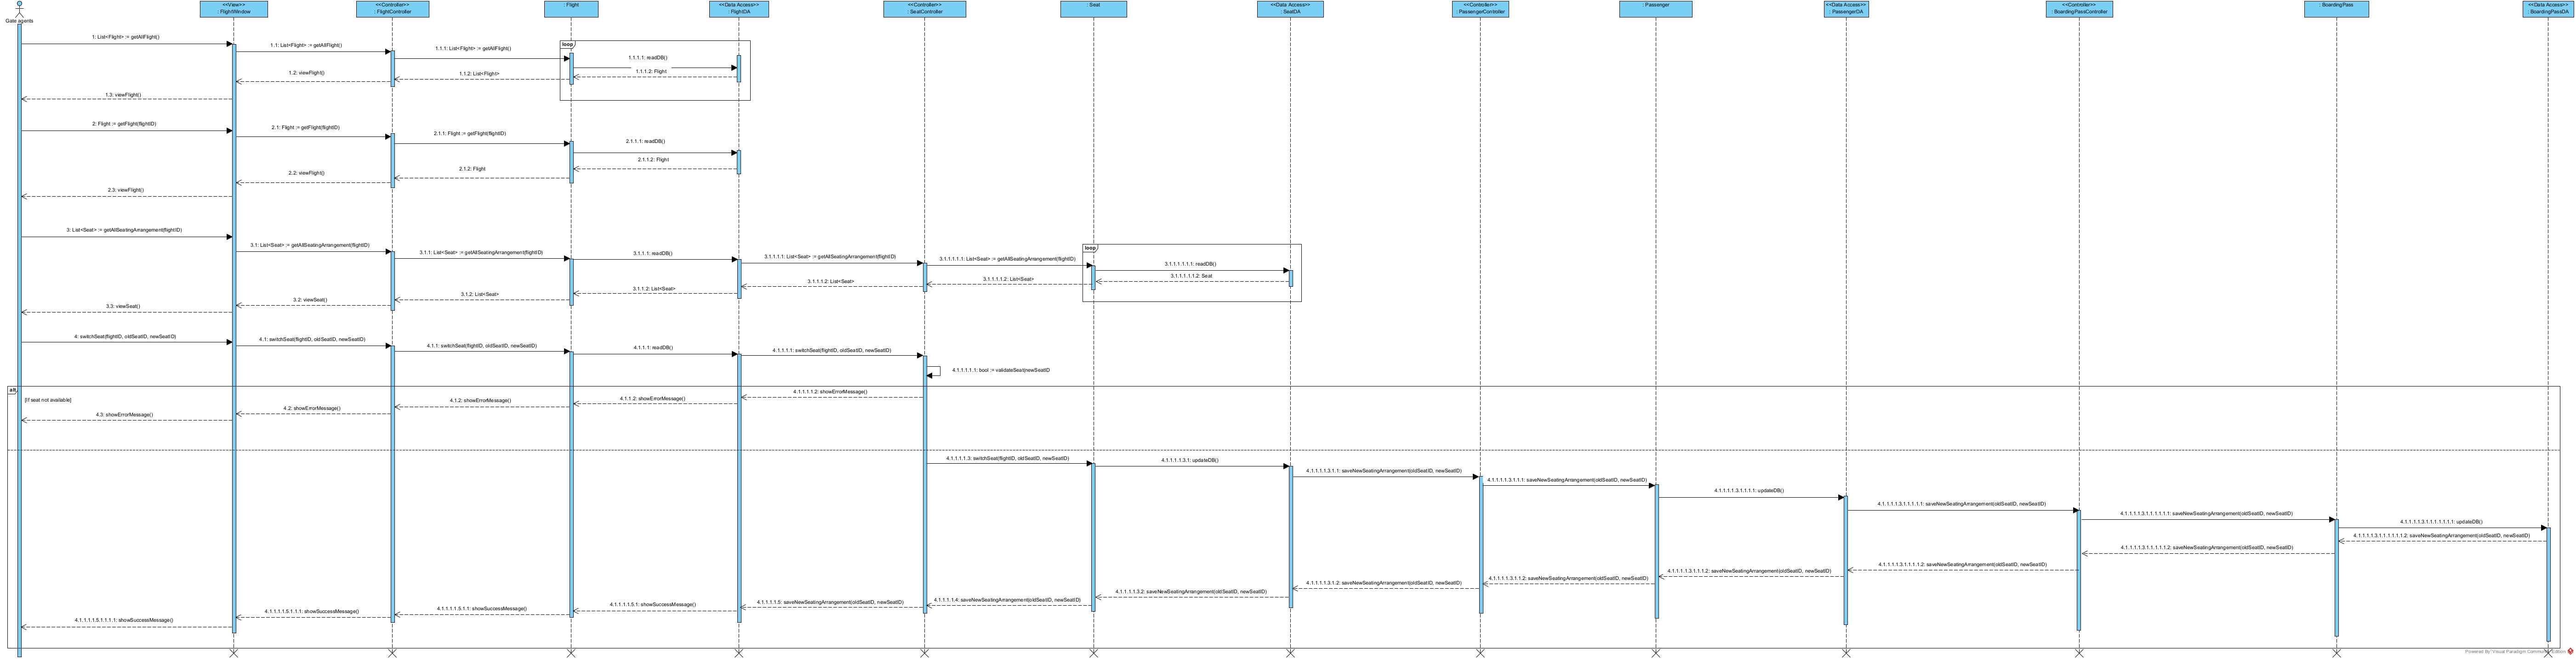 Gate agents
<<View>>
: FlightWindow
<<Controller>>
: FlightController
: Flight
<<Data Access>>
: FlightDA
<<Controller>>
: SeatController
: Seat
<<Data Access>>
: SeatDA
<<Controller>>
: PassengerController
: Passenger
<<Data Access>>
: PassengerDA
<<Controller>>
: BoardingPassController
: BoardingPass
<<Data Access>>
: BoardingPassDA
1: List<Flight> := getAllFlight()
1.1: List<Flight> := getAllFlight()
1.1.1: List<Flight> := getAllFlight()
loop
1.1.1.1: readDB()
1.1.1.2: Flight
1.1.2: List<Flight>
1.2: viewFlight()
1.3: viewFlight()
2: Flight := getFlight(flightID)
2.1: Flight := getFlight(flightID)
2.1.1: Flight := getFlight(flightID)
2.1.1.1: readDB()
2.1.1.2: Flight
2.1.2: Flight
2.2: viewFlight()
2.3: viewFlight()
3: List<Seat> := getAllSeatingArrangement(flightID)
3.1: List<Seat> := getAllSeatingArrangement(flightID)
3.1.1: List<Seat> := getAllSeatingArrangement(flightID)
3.1.1.1: readDB()
3.1.1.1.1: List<Seat> := getAllSeatingArrangement(flightID)
3.1.1.1.1.1: List<Seat> := getAllSeatingArrangement(flightID)
loop
3.1.1.1.1.1.1: readDB()
3.1.1.1.1.1.2: Seat
3.1.1.1.1.2: List<Seat>
3.1.1.1.2: List<Seat>
3.1.1.2: List<Seat>
3.1.2: List<Seat>
3.2: viewSeat()
3.3: viewSeat()
4: switchSeat(flightID, oldSeatID, newSeatID)
4.1: switchSeat(flightID, oldSeatID, newSeatID)
4.1.1: switchSeat(flightID, oldSeatID, newSeatID)
4.1.1.1: readDB()
4.1.1.1.1: switchSeat(flightID, oldSeatID, newSeatID)
4.1.1.1.1.1: bool := validateSeat(newSeatID
alt
[If seat not available]
4.1.1.1.1.2: showErrorMessage()
4.1.1.2: showErrorMessage()
4.1.2: showErrorMessage()
4.2: showErrorMessage()
4.3: showErrorMessage()
4.1.1.1.1.3: switchSeat(flightID, oldSeatID, newSeatID)
4.1.1.1.1.3.1: updateDB()
4.1.1.1.1.3.1.1: saveNewSeatingArrangement(oldSeatID, newSeatID)
4.1.1.1.1.3.1.1.1: saveNewSeatingArrangement(oldSeatID, newSeatID)
4.1.1.1.1.3.1.1.1.1: updateDB()
4.1.1.1.1.3.1.1.1.1.1: saveNewSeatingArrangement(oldSeatID, newSeatID)
4.1.1.1.1.3.1.1.1.1.1.1: saveNewSeatingArrangement(oldSeatID, newSeatID)
4.1.1.1.1.3.1.1.1.1.1.1.1: updateDB()
4.1.1.1.1.3.1.1.1.1.1.1.2: saveNewSeatingArrangement(oldSeatID, newSeatID)
4.1.1.1.1.3.1.1.1.1.1.2: saveNewSeatingArrangement(oldSeatID, newSeatID)
4.1.1.1.1.3.1.1.1.1.2: saveNewSeatingArrangement(oldSeatID, newSeatID)
4.1.1.1.1.3.1.1.1.2: saveNewSeatingArrangement(oldSeatID, newSeatID)
4.1.1.1.1.3.1.1.2: saveNewSeatingArrangement(oldSeatID, newSeatID)
4.1.1.1.1.3.1.2: saveNewSeatingArrangement(oldSeatID, newSeatID)
4.1.1.1.1.3.2: saveNewSeatingArrangement(oldSeatID, newSeatID)
4.1.1.1.1.4: saveNewSeatingArrangement(oldSeatID, newSeatID)
4.1.1.1.1.5: saveNewSeatingArrangement(oldSeatID, newSeatID)
4.1.1.1.1.5.1: showSuccessMessage()
4.1.1.1.1.5.1.1: showSuccessMessage()
4.1.1.1.1.5.1.1.1: showSuccessMessage()
4.1.1.1.1.5.1.1.1.1: showSuccessMessage()
Powered By Visual Paradigm Community Edition